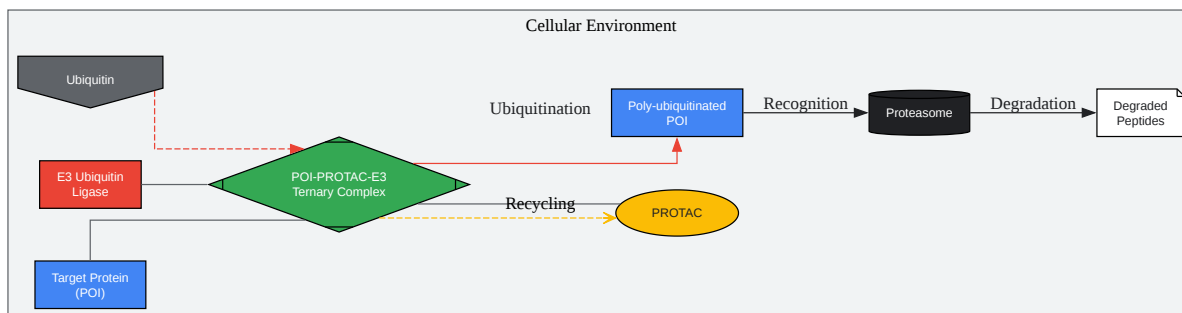 Cellular Environment
Ubiquitin
Ubiquitination
Poly-ubiquitinated
POI
Recognition
Proteasome
Degradation
Degraded
Peptides
E3 Ubiquitin
Ligase
POI-PROTAC-E3
Ternary Complex
Recycling
PROTAC
Target Protein
(POI)